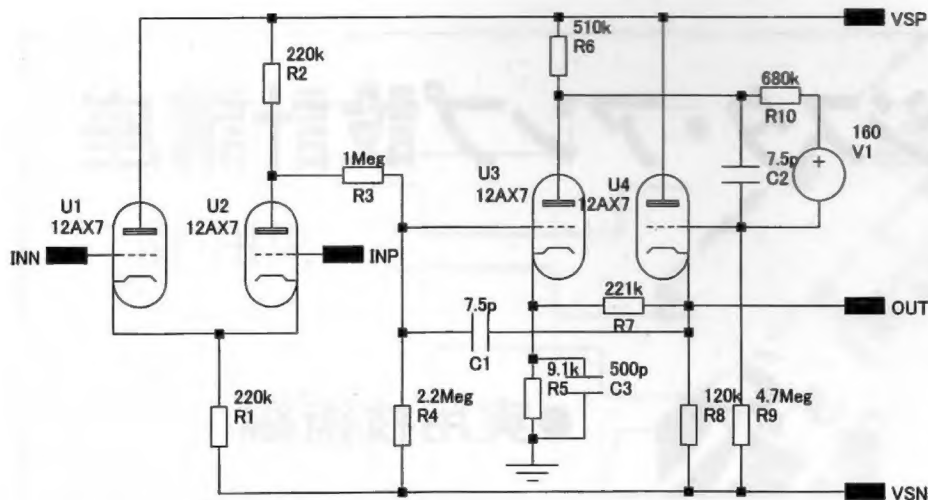 VSP
220k
R2
510k
R6
680k
R10
160
V1
1Meg
R3
U3
12AX7
U4
12AX7
7.5p
C2
U1
12AX7
U2
12AX7
INN
INP
7.5p
C1
221k
R7
OUT
220k
R1
2.2Meg
R4
9.1k
R5
500p
C3
120k
R8
4.7Meg
R9
VSN